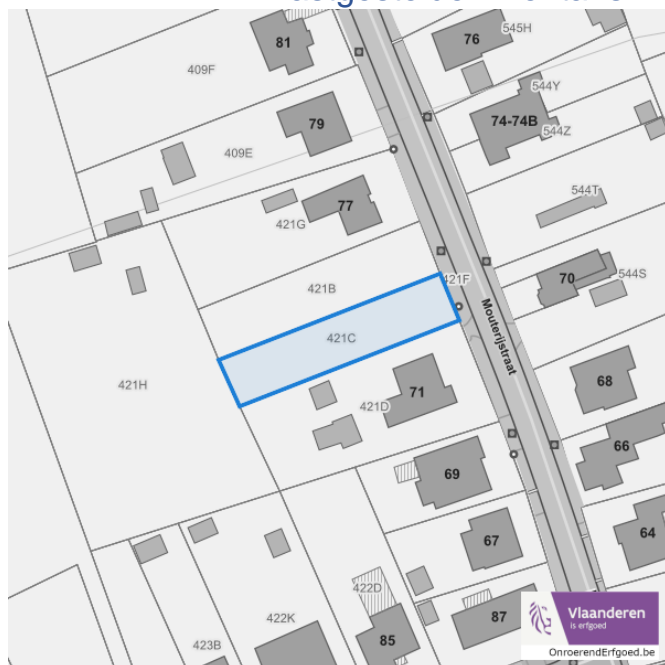 81
76
545H
409F
544Y
79
74-74B
544Z
409E
544T
77
421G
421F
70
544S
421B
Mouterijstraat
421C
421H
68
71
421D
66
69
67
64
422D
422K
87
85
423B
Vlaanderen
is erfgoed
OnroerendErfgoed.be